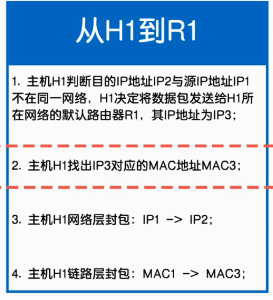 从H1到R1
1. 主机H1判断目的IP地址IP2与源IP地址IP1
不在同一网络，H1决定将数据包发送给H1所
在网络的默认路由器R1，其IP地址为IP3；
2. 主机H1找出IP3对应的MAC地址MAC3；
3. 主机H1网络层封包：IP1 -> IP2；
4. 主机H1链路层封包：MAC1 -> MAC3；